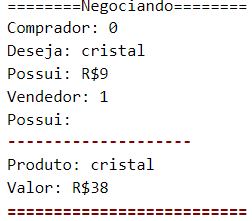 ========Negociando========
Comprador: 0
Deseja: cristal
Possui: R$9
Vendedor: 1
Possui:
--------------------
Produto: cristal
Valor: R$38
==========================